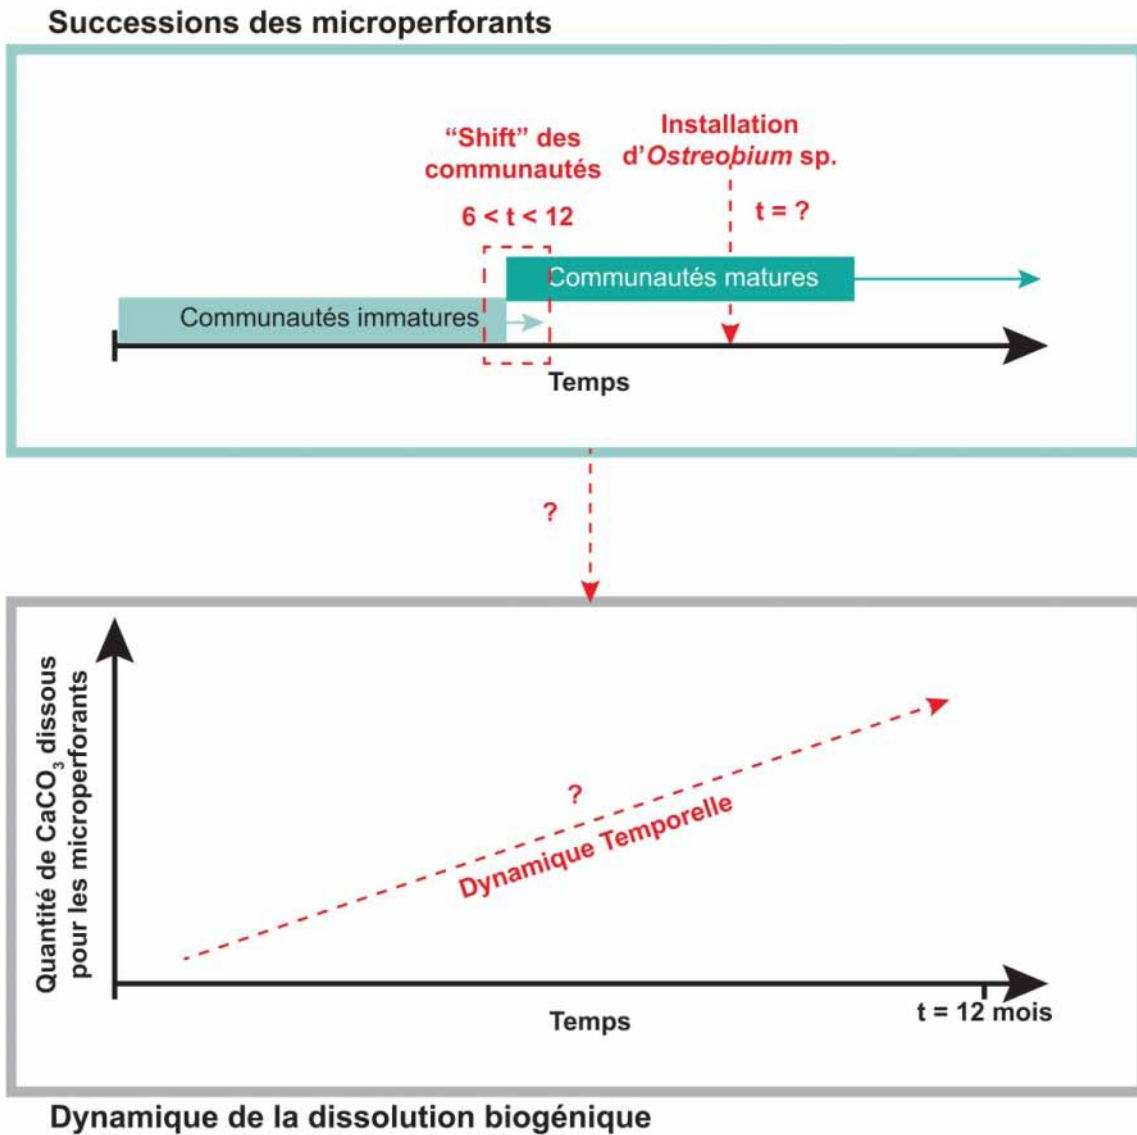 Successions des microperforants
"Shift" des
communautés
6 < t < 12
Installation
d'Ostreobium sp.
t = ?
Communautés matures
Communautés immatures
Temps
?
Quantité de CaCO₃ dissous
pour les microperforants
?
Dynamique Temporelle
Temps
t = 12 mois
Dynamique de la dissolution biogénique